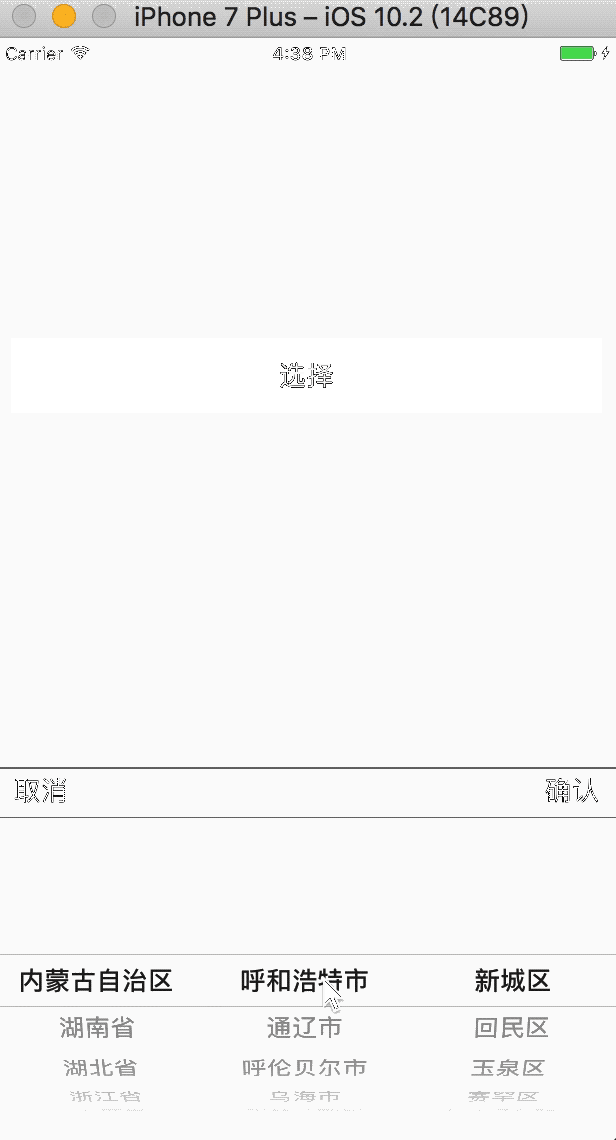 iPhone 7 Plus – iOS 10.2 (14C89)
Carrier 4:38 PM
选择
取消 确认
内蒙古自治区 呼和浩特市 新城区
湖南省 通辽市 回民区
湖北省 呼伦贝尔市 玉泉区
浙江省 乌海市 赛罕区